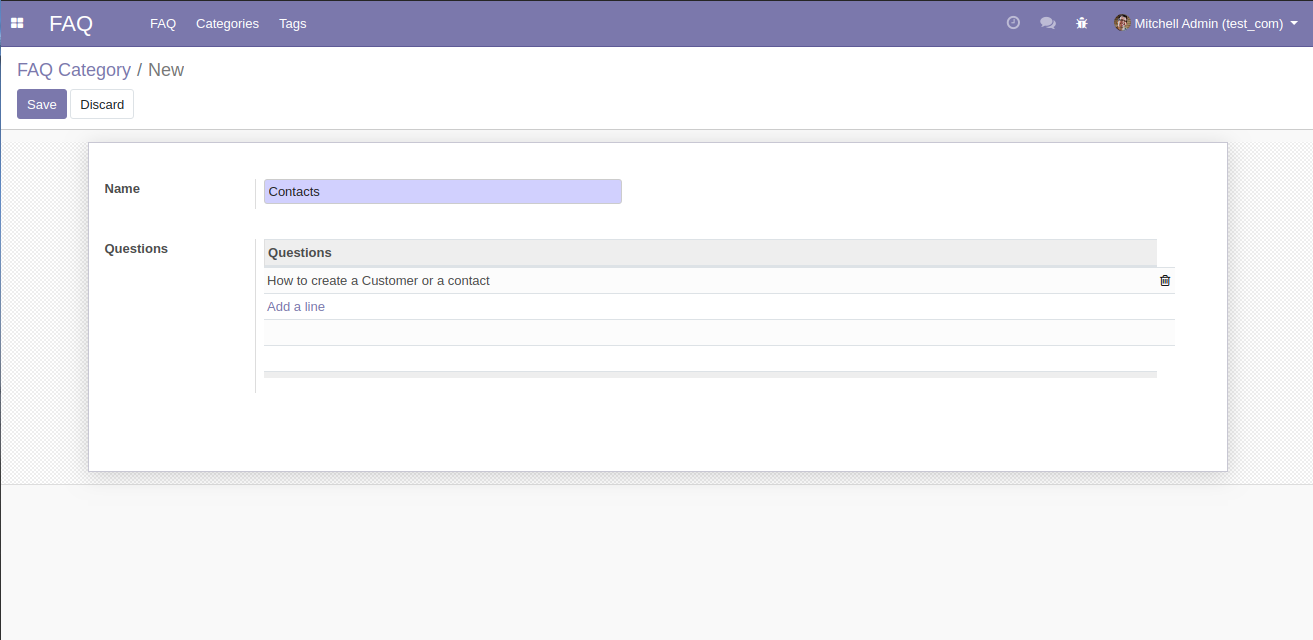 FAQ FAQ Categories Tags Mitchell Admin (test_com)
FAQ Category / New
Save Discard
Name Contacts
Questions Questions
How to create a Customer or a contact
Add a line